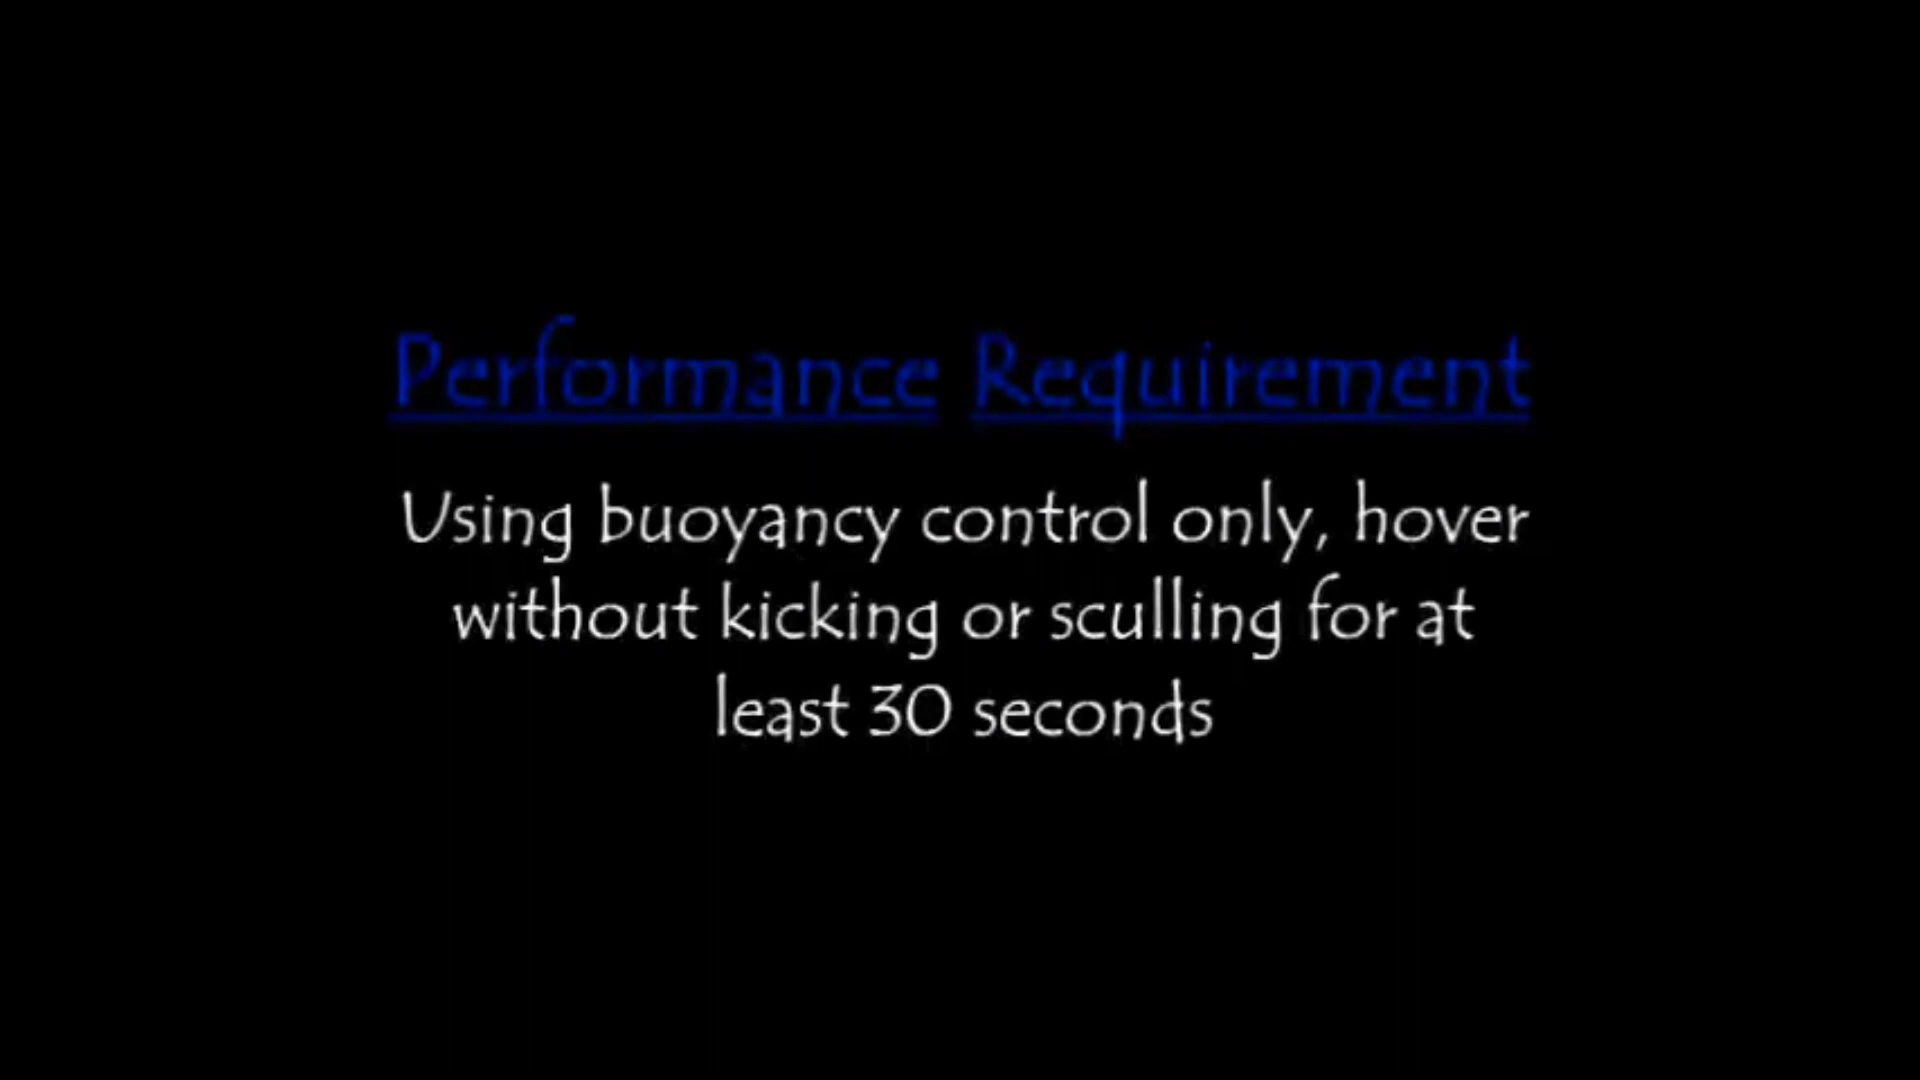 Performance Requirement
Using buoyancy control only, hover
without kicking or sculling for at
least 30 seconds